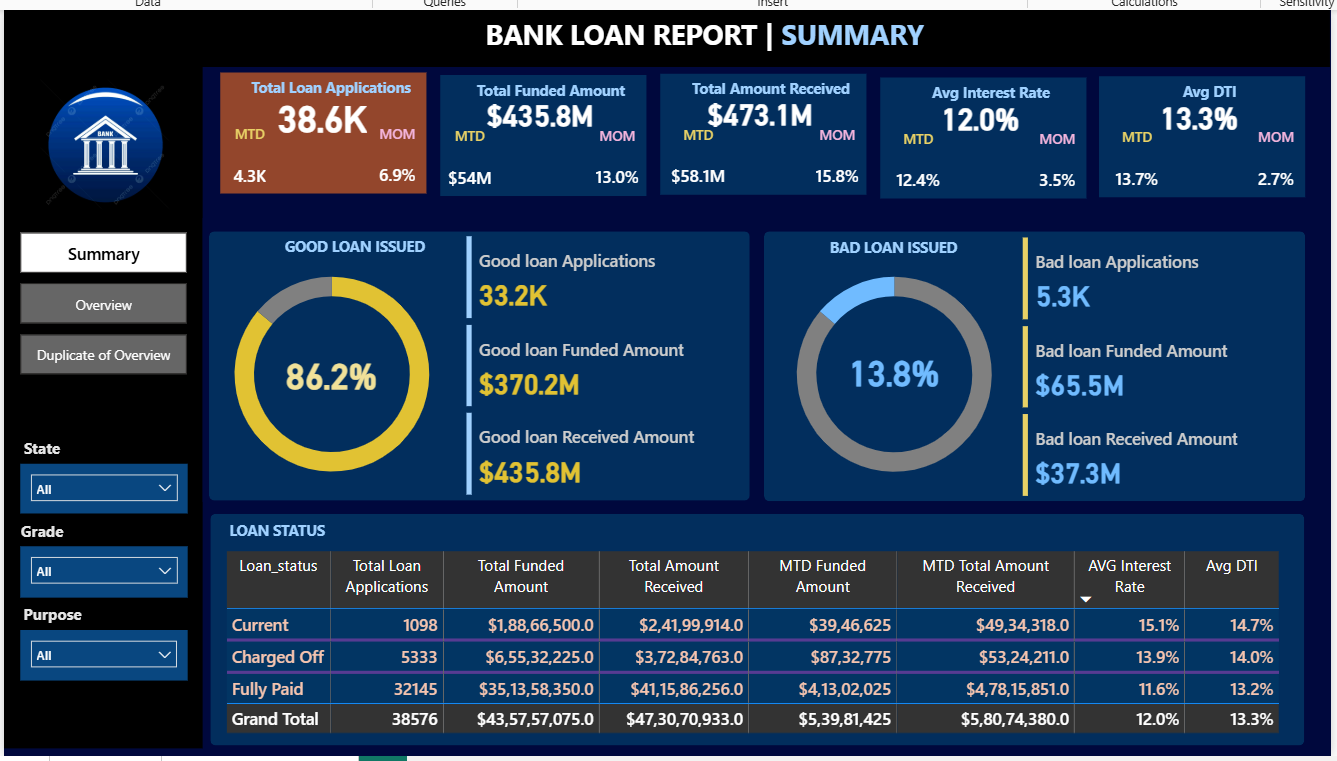 Data
Queries
Insert
Calculations
Sensitivity
BANK LOAN REPORT | SUMMARY
BANK
Total Loan Applications
38.6K
MTD
MOM
4.3K
6.9%
Total Funded Amount
$435.8M
MTD
MOM
$54M
13.0%
Total Amount Received
$473.1M
MTD
MOM
$58.1M
15.8%
Avg Interest Rate
12.0%
MTD
MOM
12.4%
3.5%
Avg DTI
13.3%
MTD
MOM
13.7%
2.7%
Summary
Overview
Duplicate of Overview
State
All
Grade
All
Purpose
All
GOOD LOAN ISSUED
86.2%
Good loan Applications
33.2K
Good loan Funded Amount
$370.2M
Good loan Received Amount
$435.8M
BAD LOAN ISSUED
13.8%
Bad loan Applications
5.3K
Bad loan Funded Amount
$65.5M
Bad loan Received Amount
$37.3M
LOAN STATUS
Loan_status Total Loan Applications Total Funded Amount Total Amount Received MTD Funded Amount MTD Total Amount Received AVG Interest Rate Avg DTI
Current 1098 $1,88,66,500.0 $2,41,99,914.0 $39,46,625 $49,34,318.0 15.1% 14.7%
Charged Off 5333 $6,55,32,225.0 $3,72,84,763.0 $87,32,775 $53,24,211.0 13.9% 14.0%
Fully Paid 32145 $35,13,58,350.0 $41,15,86,256.0 $4,13,02,025 $4,78,15,851.0 11.6% 13.2%
Grand Total 38576 $43,57,57,075.0 $47,30,70,933.0 $5,39,81,425 $5,80,74,380.0 12.0% 13.3%